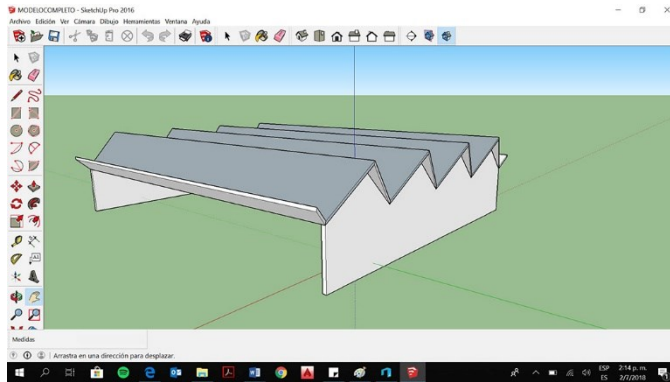 MODELOCOMPLETO - SketchUp Pro 2016
Archivo Edición Ver Cámara Dibujo Herramientas Ventana Ayuda
Medidas
Arrastra en una dirección para desplazar.
ESP 2:14 p. m.
ES 2/7/2018